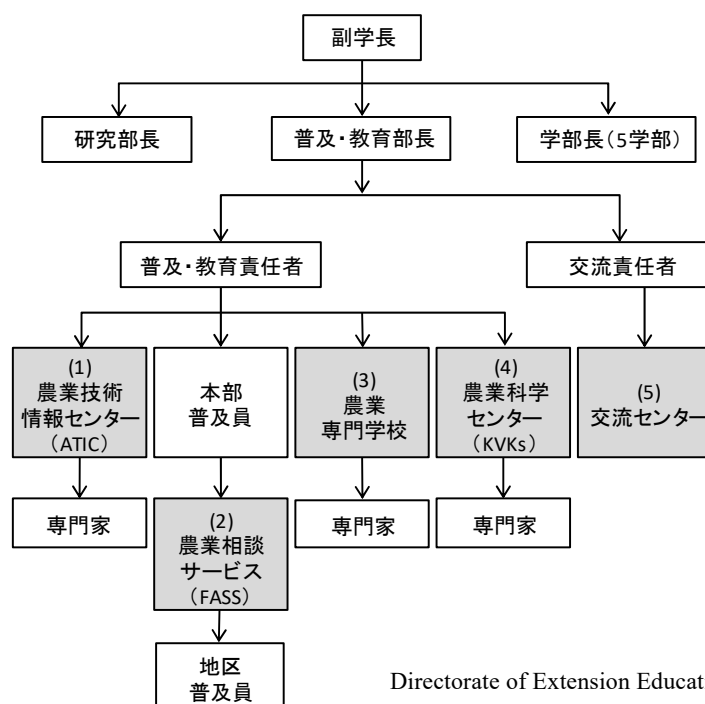 副学長
研究部長
普及・教育部長
学部長(5学部)
普及・教育責任者
交流責任者
(1)
農業技術
情報センター
(ATIC)
本部
普及員
(3)
農業
専門学校
(4)
農業科学
センター
(KVKs)
(5)
交流センター
専門家
(2)
農業相談
サービス
(FASS)
専門家
専門家
地区
普及員
Directorate of Extension